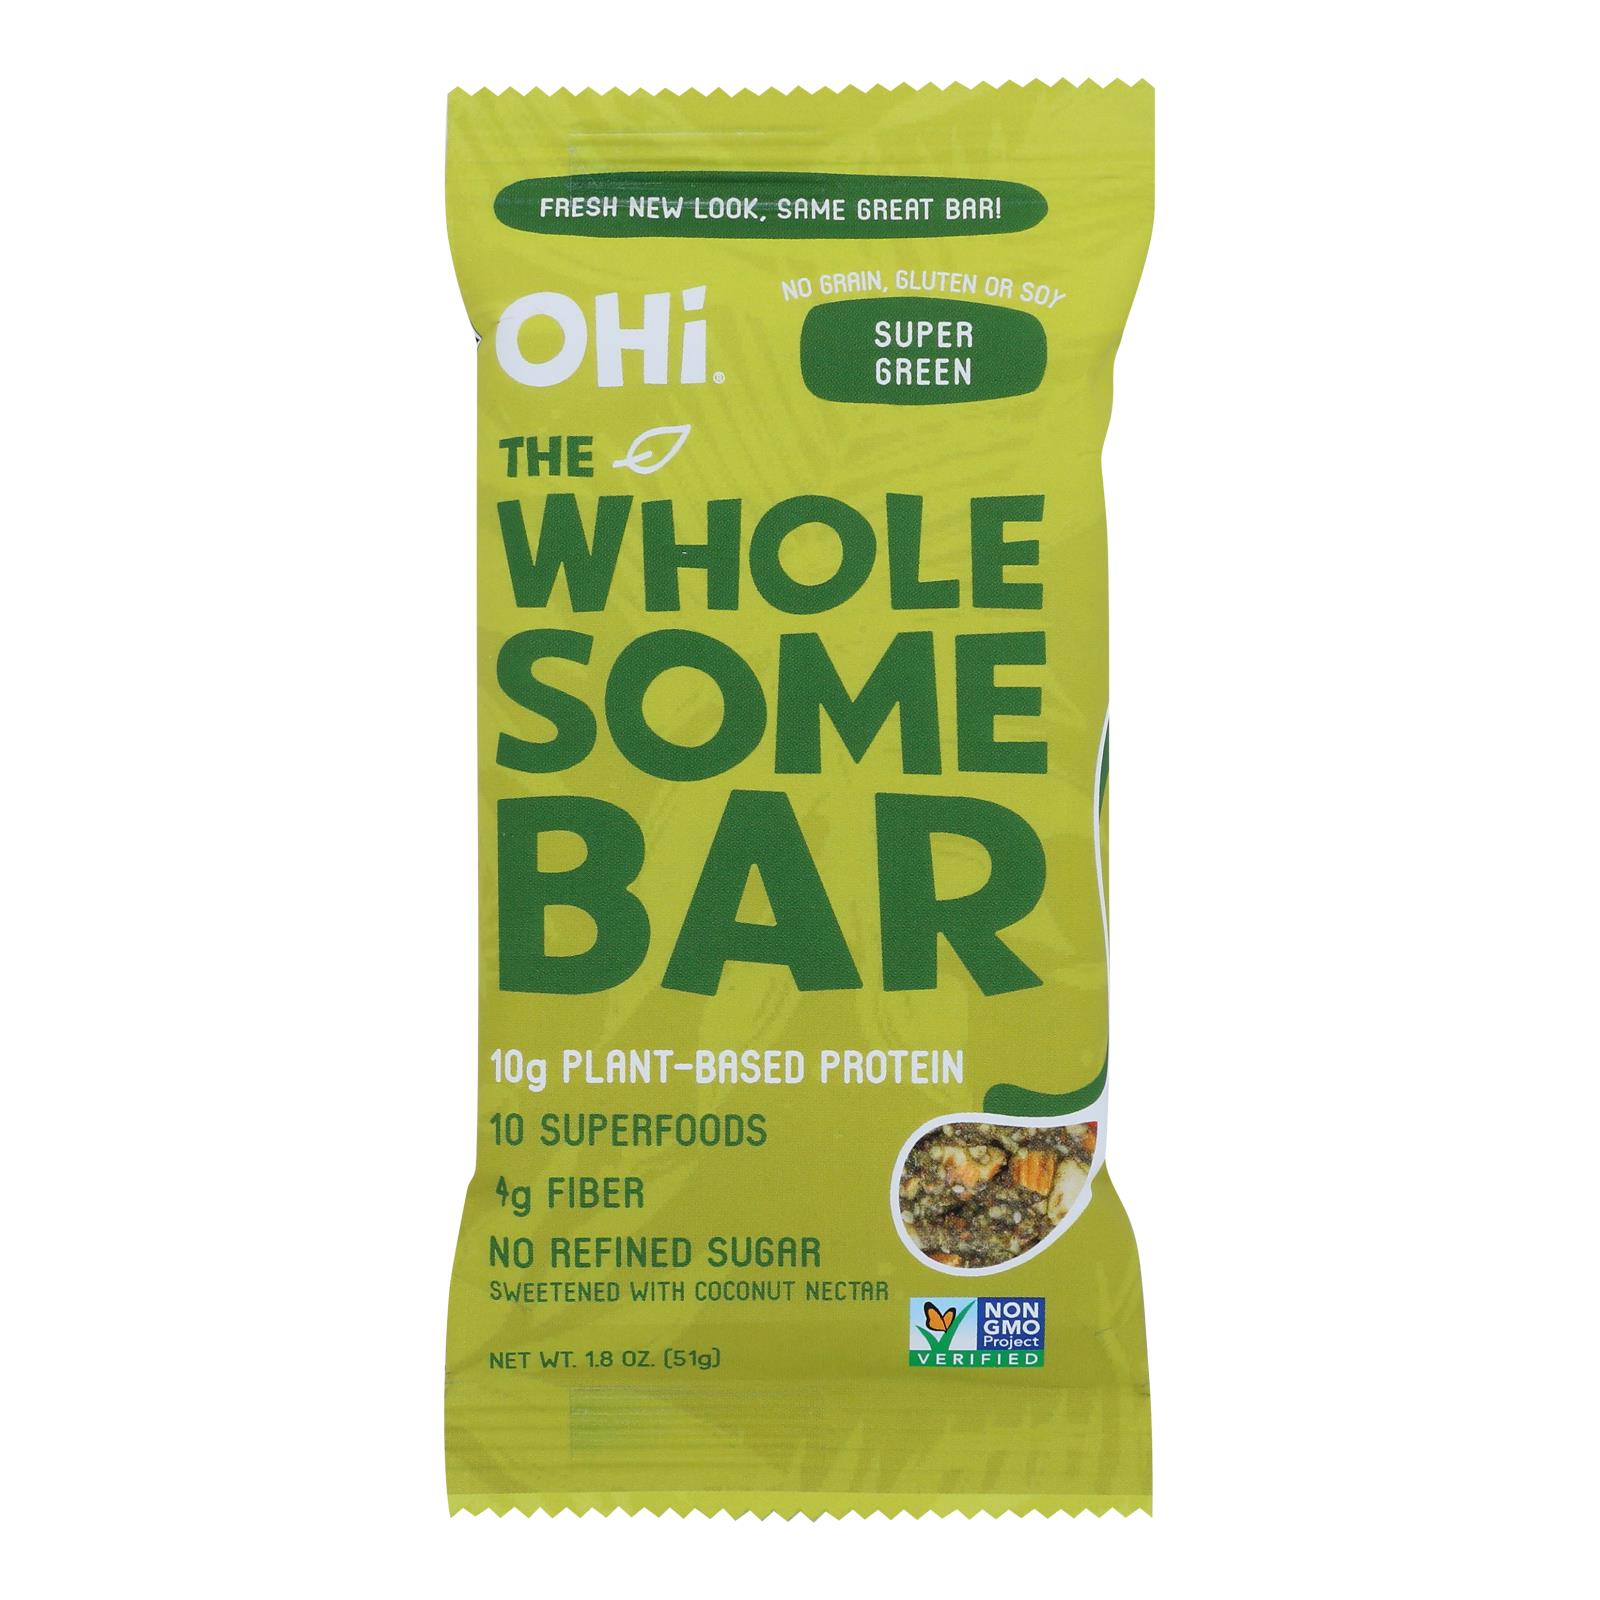 FRESH NEW LOOK, SAME GREAT BAR!
OHi®
NO GRAIN, GLUTEN OR SOY
SUPER
GREEN
THE
WHOLE
SOME
BAR
10g PLANT-BASED PROTEIN
10 SUPERFOODS
4g FIBER
NO REFINED SUGAR
SWEETENED WITH COCONUT NECTAR
NET WT. 1.8 OZ. (51g)
NON
GMO
Project
VERIFIED